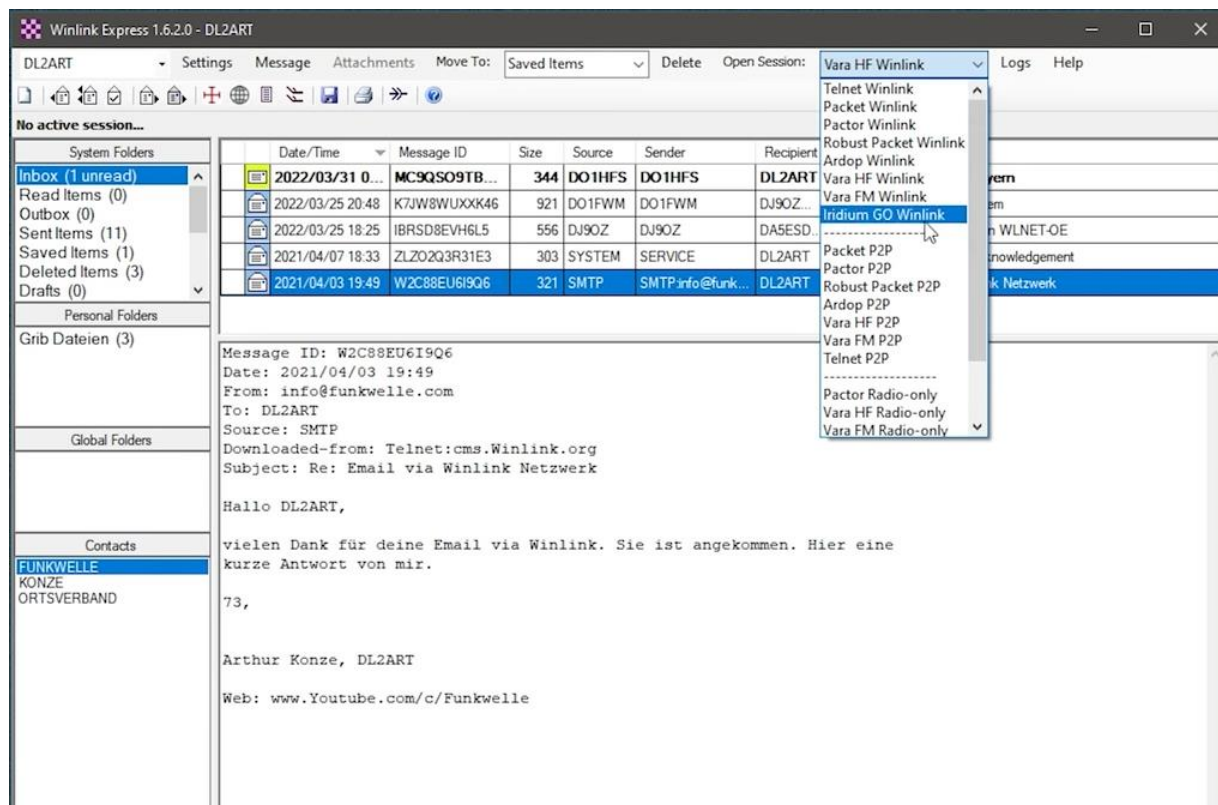 Winlink Express 1.6.2.0 - DL2ART
DL2ART Settings Message Attachments Move To: Saved Items Delete Open Session: Vara HF Winlink Logs Help
No active session...
System Folders
Inbox (1 unread)
Read Items (0)
Outbox (0)
Sent Items (11)
Saved Items (1)
Deleted Items (3)
Drafts (0)
Personal Folders
Grib Dateien (3)
Global Folders
Contacts
FUNKWELLE
KONZE
ORTSVERBAND
Date/Time Message ID Size Source Sender Recipient
2022/03/31 0... MC9QSO9TB... 344 DO1HFS DO1HFS DL2ART yern
2022/03/25 20:48 K7JW8WUXXK46 921 DO1FWM DO1FWM DJ9OZ... em
2022/03/25 18:25 IBRSD8EVH6L5 556 DJ9OZ DJ9OZ DA5ESD... n WLNET-OE
2021/04/07 18:33 ZLZO2Q3R31E3 303 SYSTEM SERVICE DL2ART knowledgement
2021/04/03 19:49 W2C88EU6I9Q6 321 SMTP SMTP:info@funk... DL2ART nk Netzwerk
Telnet Winlink
Packet Winlink
Pactor Winlink
Robust Packet Winlink
Ardop Winlink
Vara HF Winlink
Vara FM Winlink
Iridium GO Winlink
-------------------
Packet P2P
Pactor P2P
Robust Packet P2P
Ardop P2P
Vara HF P2P
Vara FM P2P
Telnet P2P
-------------------
Pactor Radio-only
Vara HF Radio-only
Vara FM Radio-only
Message ID: W2C88EU6I9Q6
Date: 2021/04/03 19:49
From: info@funkwelle.com
To: DL2ART
Source: SMTP
Downloaded-from: Telnet:cms.Winlink.org
Subject: Re: Email via Winlink Netzwerk
Hallo DL2ART,
vielen Dank für deine Email via Winlink. Sie ist angekommen. Hier eine
kurze Antwort von mir.
73,
Arthur Konze, DL2ART
Web: www.Youtube.com/c/Funkwelle